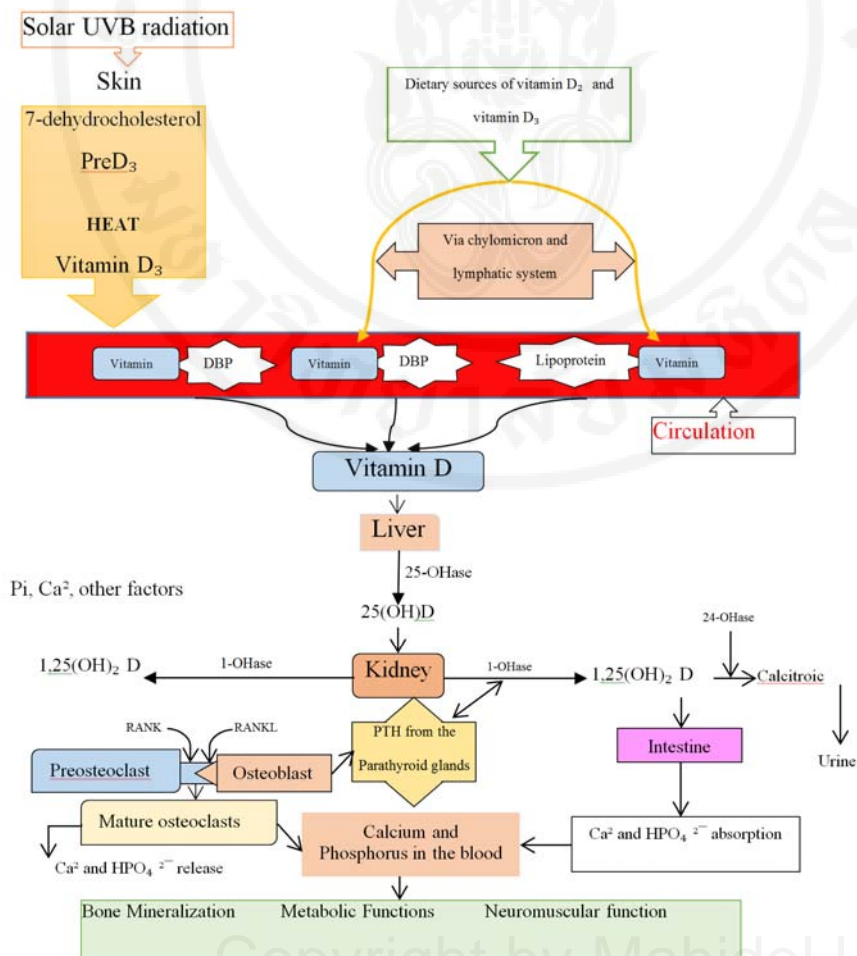 Solar UVB radiation
Skin
7-dehydrocholesterol
PreD₃
HEAT
Vitamin D₃
Dietary sources of vitamin D₂ and
vitamin D₃
Via chylomicron and
lymphatic system
Vitamin
DBP
Vitamin
DBP
Lipoprotein
Vitamin
Circulation
Vitamin D
Liver
25-OHase
Pi, Ca², other factors
25(OH)D
24-OHase
1,25(OH)₂ D
1-OHase
Kidney
1-OHase
1,25(OH)₂ D
Calcitroic
RANK
RANKL
PTH from the
Parathyroid glands
Intestine
Urine
Preosteoclast
Osteoblast
Mature osteoclasts
Calcium and
Phosphorus in the blood
Ca² and HPO₄ ²⁻ absorption
Ca² and HPO₄ ²⁻ release
Bone Mineralization Metabolic Functions Neuromuscular function